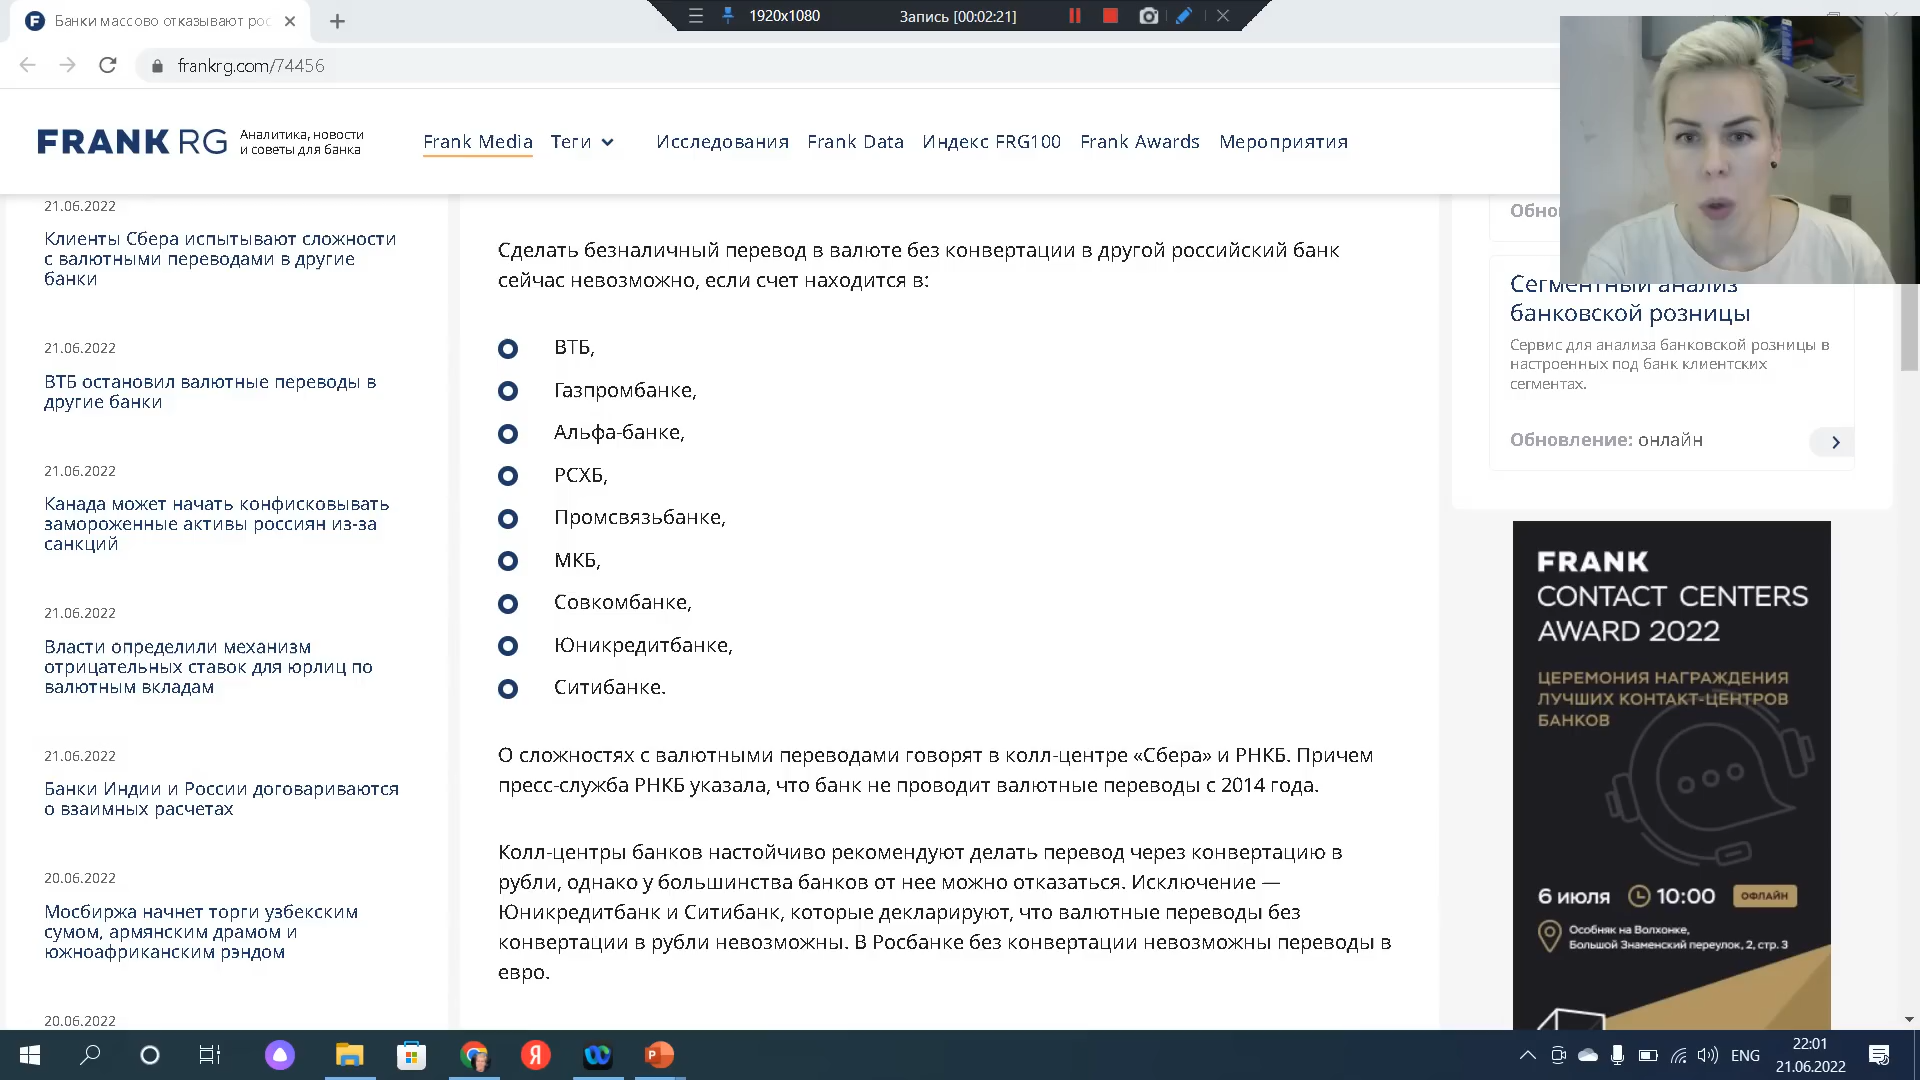 Банки массово отказывают рос
1920x1080
Запись [00:02:21]
frankrg.com/74456
FRANK RG
Аналитика, новости
и советы для банка
Frank Media
Теги
Исследования
Frank Data
Индекс FRG100
Frank Awards
Мероприятия
21.06.2022
Клиенты Сбера испытывают сложности
с валютными переводами в другие
банки
21.06.2022
ВТБ остановил валютные переводы в
другие банки
21.06.2022
Канада может начать конфисковывать
замороженные активы россиян из-за
санкций
21.06.2022
Власти определили механизм
отрицательных ставок для юрлиц по
валютным вкладам
21.06.2022
Банки Индии и России договариваются
о взаимных расчетах
20.06.2022
Мосбиржа начнет торги узбекским
сумом, армянским драмом и
южноафриканским рэндом
20.06.2022
Сделать безналичный перевод в валюте без конвертации в другой российский банк
сейчас невозможно, если счет находится в:
ВТБ,
Газпромбанке,
Альфа-банке,
РСХБ,
Промсвязьбанке,
МКБ,
Совкомбанке,
Юникредитбанке,
Ситибанке.
О сложностях с валютными переводами говорят в колл-центре «Сбера» и РНКБ. Причем
пресс-служба РНКБ указала, что банк не проводит валютные переводы с 2014 года.
Колл-центры банков настойчиво рекомендуют делать перевод через конвертацию в
рубли, однако у большинства банков от нее можно отказаться. Исключение —
Юникредитбанк и Ситибанк, которые декларируют, что валютные переводы без
конвертации в рубли невозможны. В Росбанке без конвертации невозможны переводы в
евро.
Обно
Сегментный анализ
банковской розницы
Сервис для анализа банковской розницы в
настроенных под банк клиентских
сегментах.
Обновление: онлайн
FRANK
CONTACT CENTERS
AWARD 2022
ЦЕРЕМОНИЯ НАГРАЖДЕНИЯ
ЛУЧШИХ КОНТАКТ-ЦЕНТРОВ
БАНКОВ
6 июля 10:00 ОФЛАЙН
Особняк на Волхонке,
Большой Знаменский переулок, 2, стр. 3
Я
P
ENG
22:01
21.06.2022